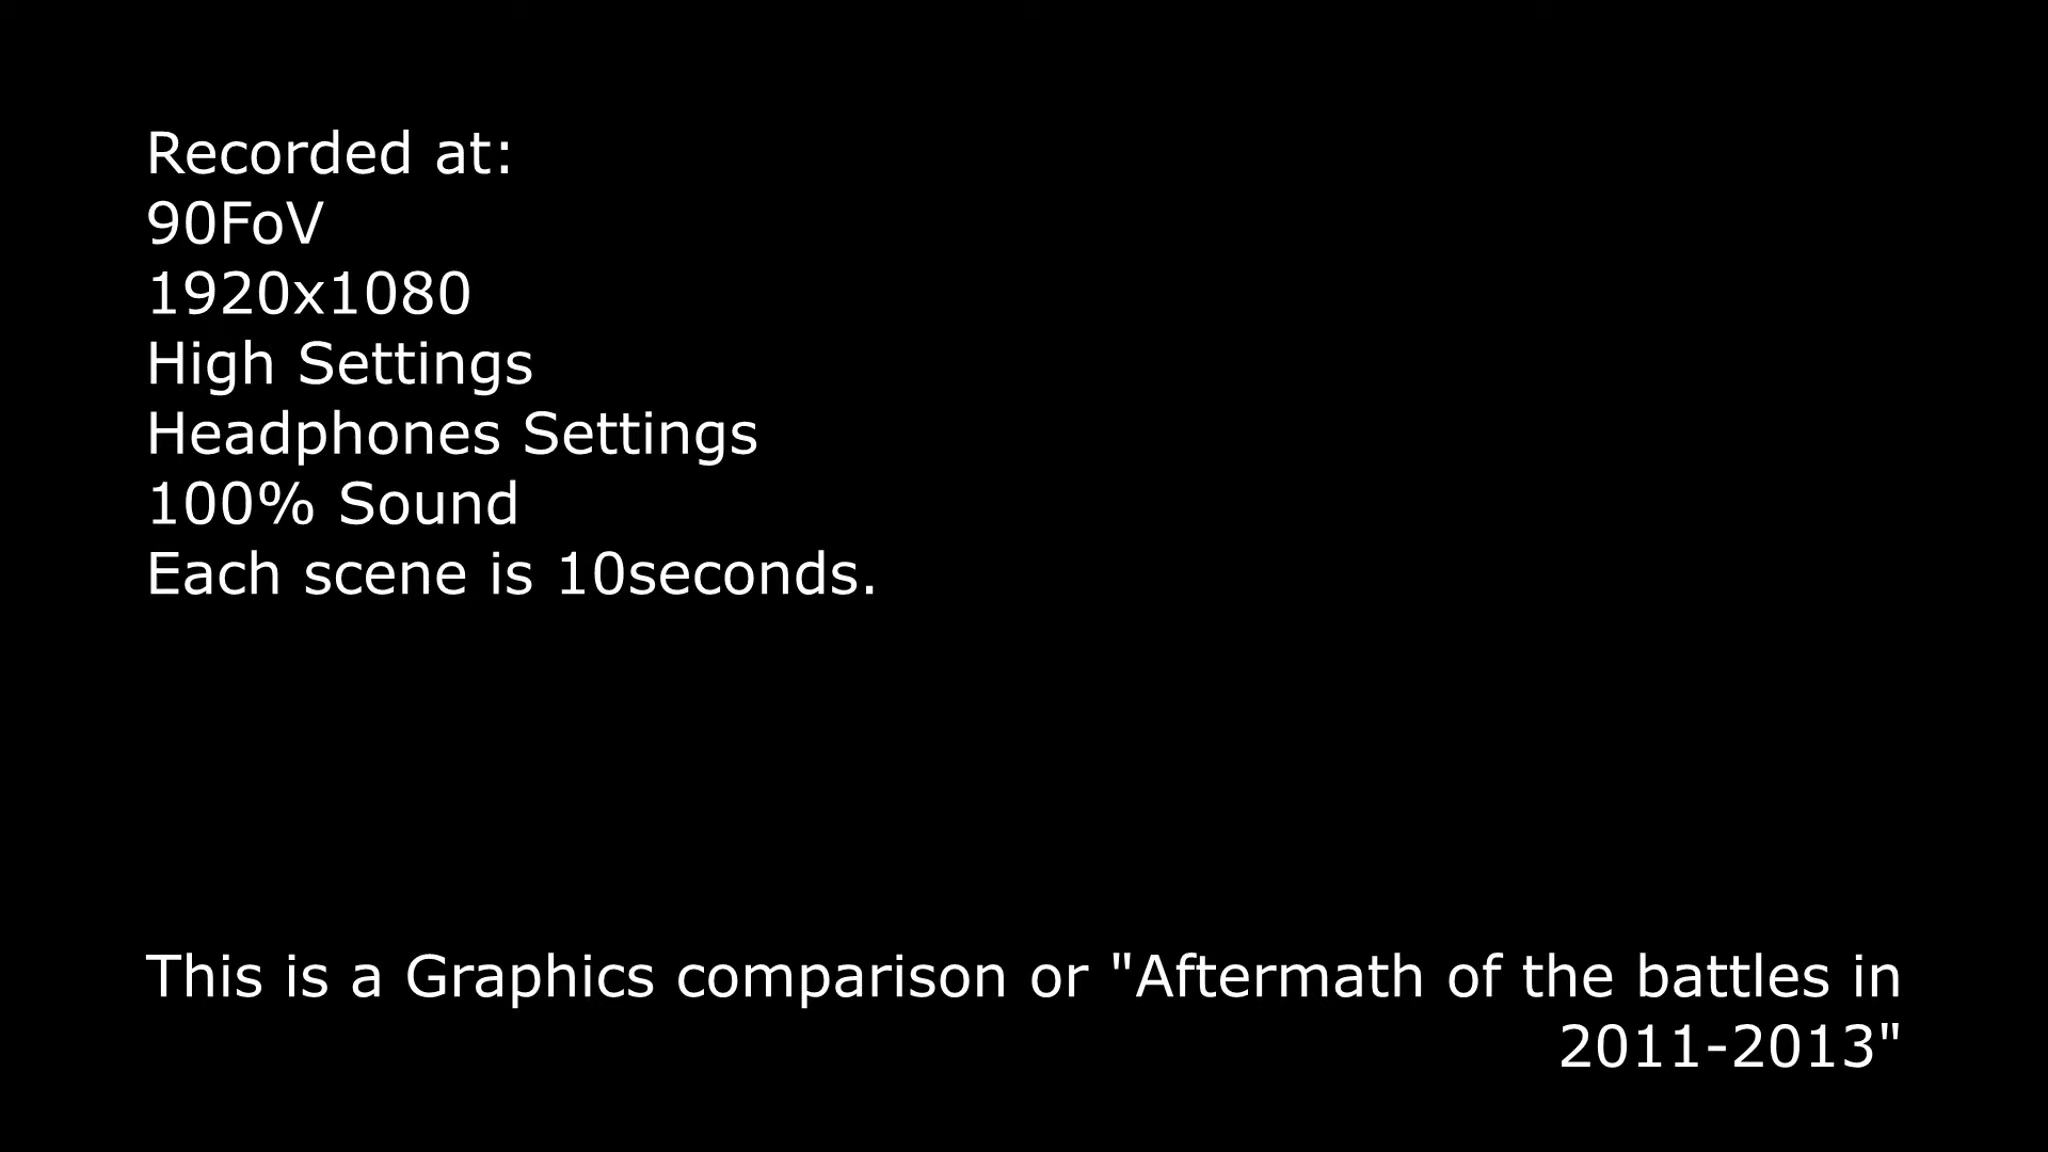 Recorded at:
90FoV
1920x1080
High Settings
Headphones Settings
100% Sound
Each scene is 10seconds.
This is a Graphics comparison or "Aftermath of the battles in
2011-2013"